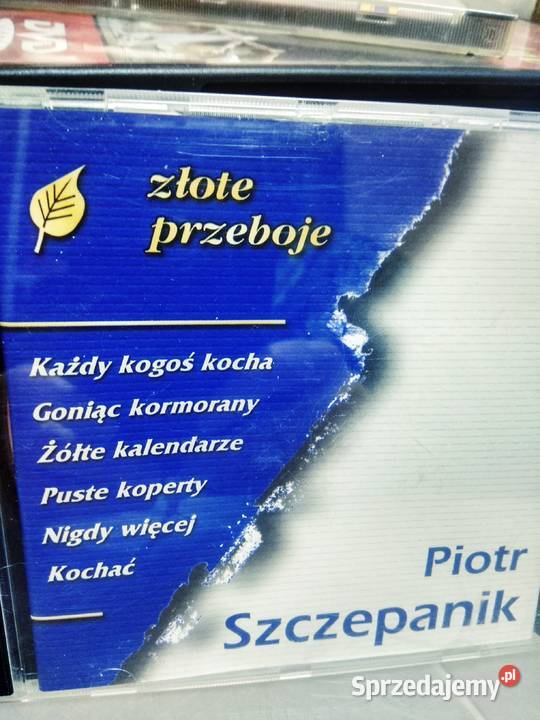 złote
przeboje
Każdy kogoś kocha
Goniąc kormorany
Żółte kalendarze
Puste koperty
Nigdy więcej
Kochać
Piotr
Szczepanik
Sprzedajemy.pl